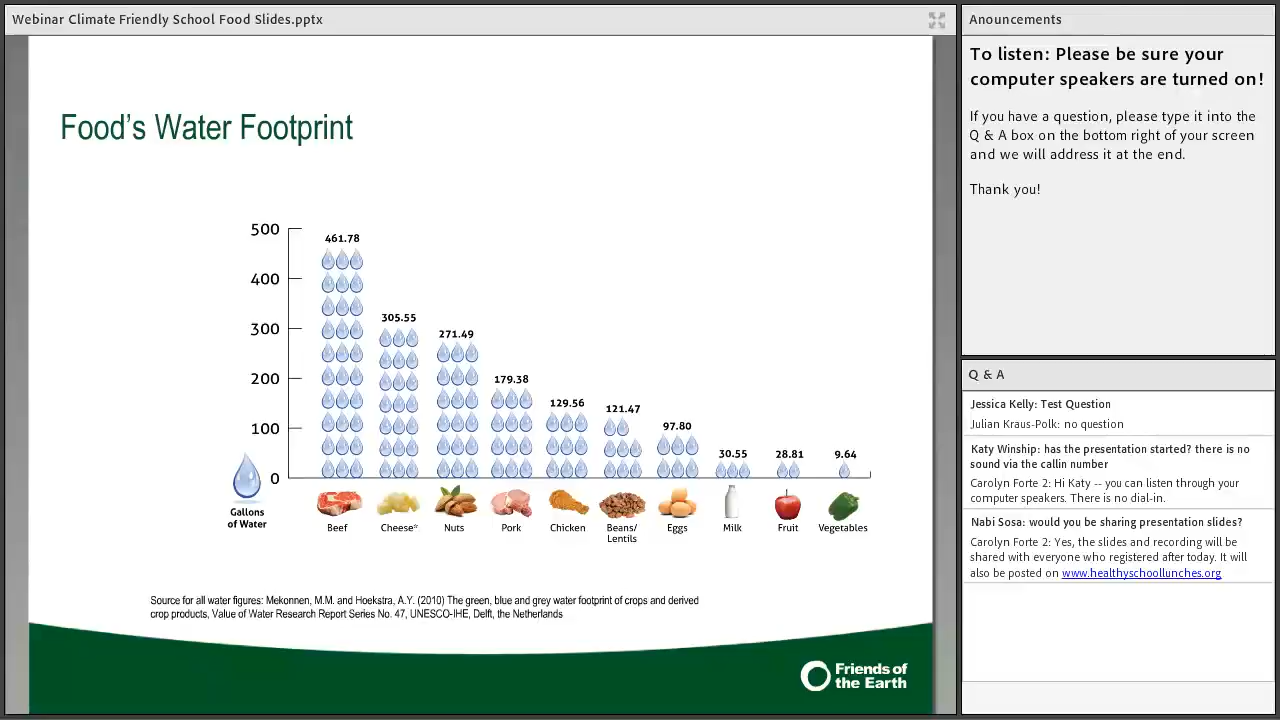 Webinar Climate Friendly School Food Slides.pptx
Food's Water Footprint
500
400
300
200
100
0
461.78
305.55
271.49
179.38
129.56
121.47
97.80
30.55
28.81
9.64
Gallons
of Water
Beef
Cheese*
Nuts
Pork
Chicken
Beans/
Lentils
Eggs
Milk
Fruit
Vegetables
Source for all water figures: Mekonnen, M.M. and Hoekstra, A.Y. (2010) The green, blue and grey water footprint of crops and derived
crop products, Value of Water Research Report Series No. 47, UNESCO-IHE, Delft, the Netherlands
Friends of
the Earth
Anouncements
To listen: Please be sure your
computer speakers are turned on!
If you have a question, please type it into the
Q & A box on the bottom right of your screen
and we will address it at the end.
Thank you!
Q & A
Jessica Kelly: Test Question
Julian Kraus-Polk: no question
Katy Winship: has the presentation started? there is no
sound via the callin number
Carolyn Forte 2: Hi Katy -- you can listen through your
computer speakers. There is no dial-in.
Nabi Sosa: would you be sharing presentation slides?
Carolyn Forte 2: Yes, the slides and recording will be
shared with everyone who registered after today. It will
also be posted on www.healthyschoollunches.org